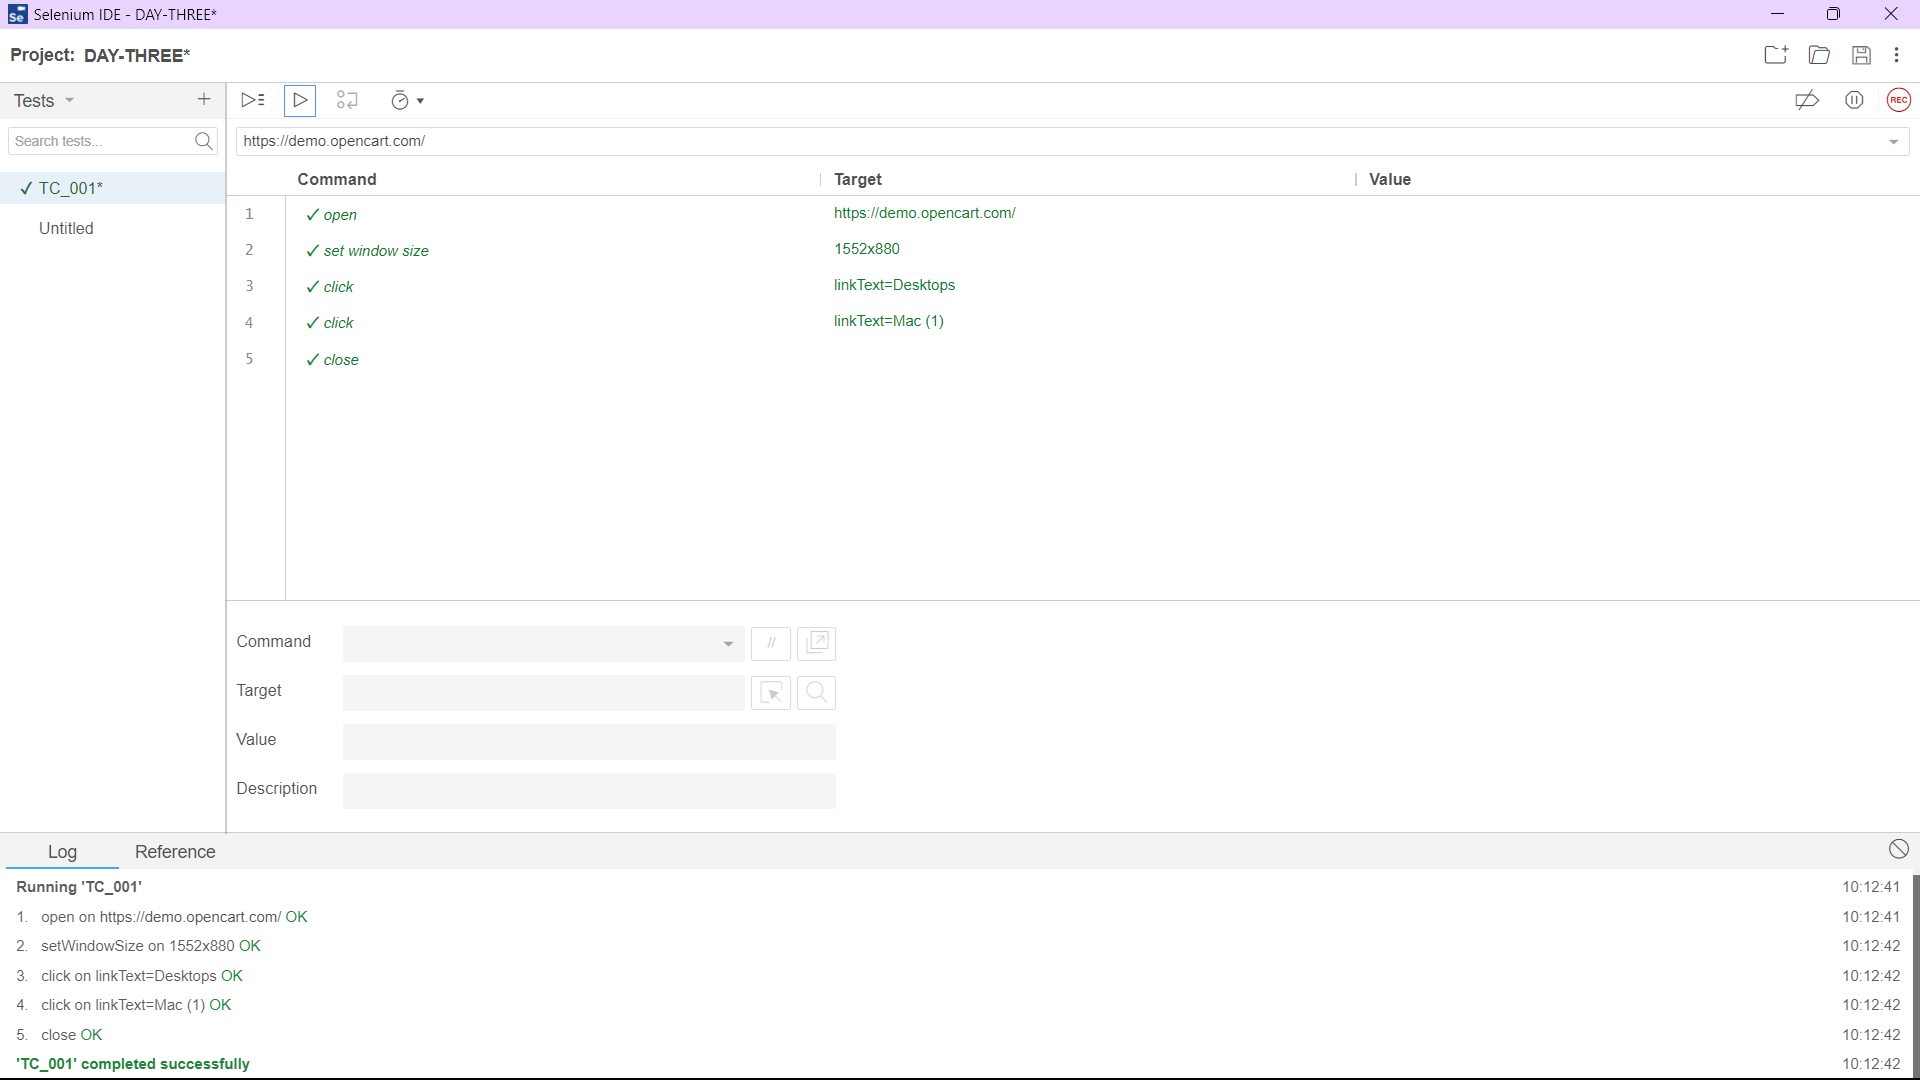 Se Selenium IDE - DAY-THREE*
Project: DAY-THREE*
Tests
Search tests...
✓ TC_001*
Untitled
REC
https://demo.opencart.com/
Command Target Value
1 ✓ open https://demo.opencart.com/
2 ✓ set window size 1552x880
3 ✓ click linkText=Desktops
4 ✓ click linkText=Mac (1)
5 ✓ close
Command //
Target
Value
Description
Log Reference
Running 'TC_001' 10:12:41
1. open on https://demo.opencart.com/ OK 10:12:41
2. setWindowSize on 1552x880 OK 10:12:42
3. click on linkText=Desktops OK 10:12:42
4. click on linkText=Mac (1) OK 10:12:42
5. close OK 10:12:42
'TC_001' completed successfully 10:12:42